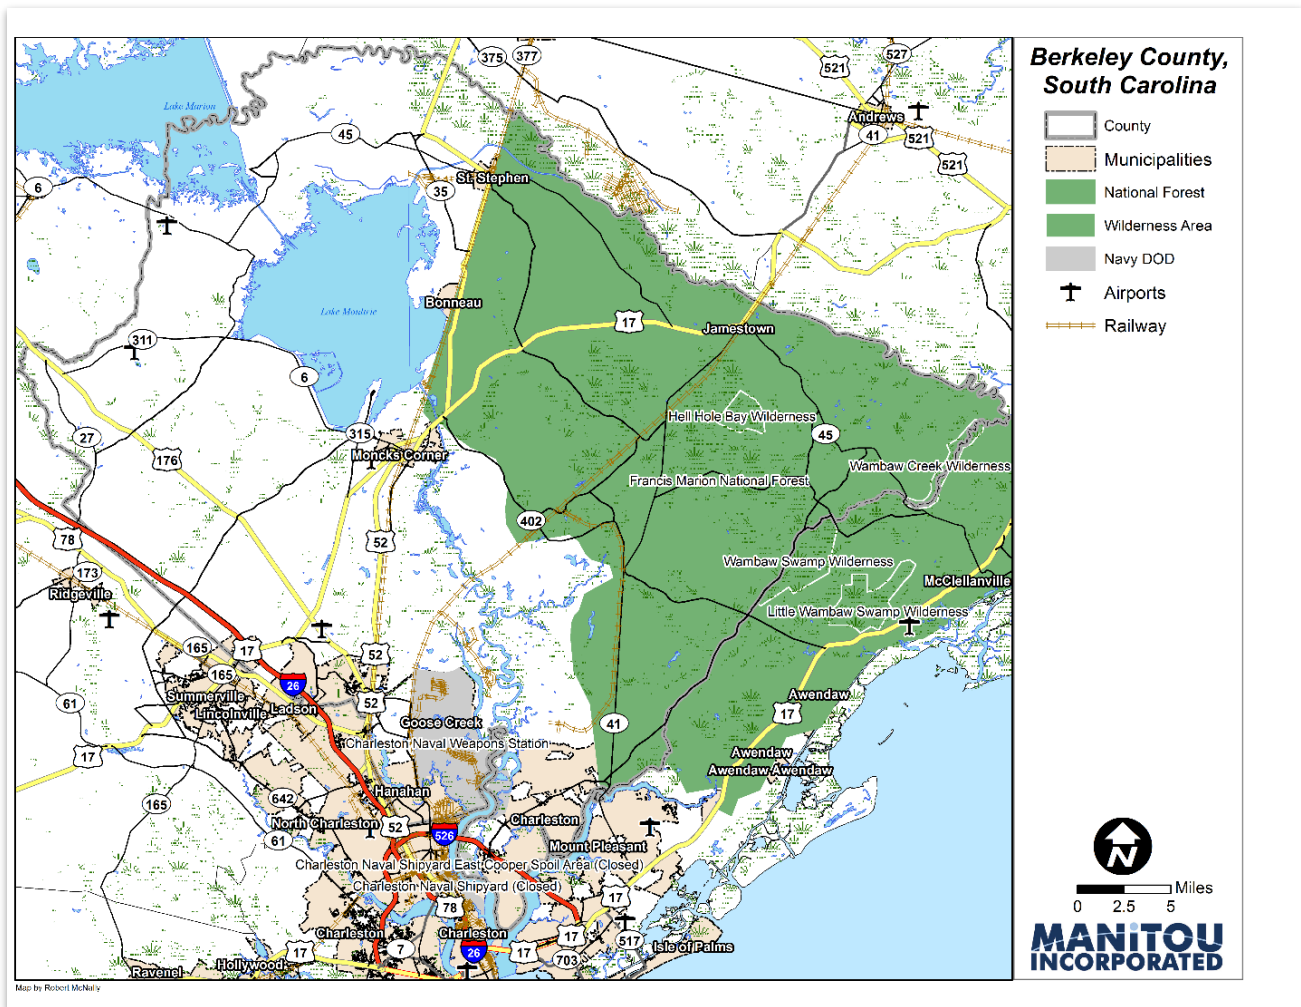 Berkeley County,
South Carolina
County
Municipalities
National Forest
Wilderness Area
Navy DOD
Airports
Railway
N
Miles
0 2.5 5
MANiTOU
INCORPORATED
375
377
521
527
Lake Marion
Andrews
41
521
521
45
6
35
St. Stephen
Bonneau
Lake Moultrie
17
Jamestown
311
6
Hell Hole Bay Wilderness
45
27
315
Moncks Corner
176
Wambaw Creek Wilderness
Francis Marion National Forest
402
78
52
Wambaw Swamp Wilderness
173
Ridgeville
McClellanville
Little Wambaw Swamp Wilderness
165
17
52
165
26
Summerville
61
Lincolnville
Ladson
52
Awendaw
17
Goose Creek
41
Charleston Naval Weapons Station
17
Awendaw
Awendaw Awendaw
Hanahan
642
165
North Charleston
52
526
Charleston
61
Mount Pleasant
Charleston Naval Shipyard East Cooper Spoil Area (Closed)
Charleston Naval Shipyard (Closed)
17
78
Charleston
Charleston
7
17
26
17
17
517
703
Isle of Palms
Hollywood
Ravenel
Map by Robert McNally